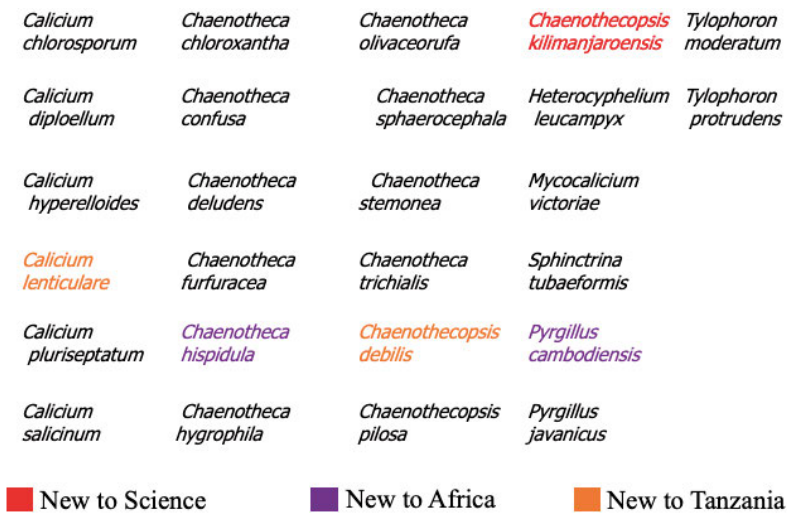 Calicium
chlorosporum
Chaenotheca
chloroxantha
Chaenotheca
olivaceorufa
Chaenothecopsis
kilimanjaroensis
Tylophoron
moderatum
Calicium
diploellum
Chaenotheca
confusa
Chaenotheca
sphaerocephala
Heterocyphelium
leucampyx
Tylophoron
protrudens
Calicium
hyperelloides
Chaenotheca
deludens
Chaenotheca
stemonea
Mycocalicium
victoriae
Calicium
lenticulare
Chaenotheca
furfuracea
Chaenotheca
trichialis
Sphinctrina
tubaeformis
Calicium
pluriseptatum
Chaenotheca
hispidula
Chaenothecopsis
debilis
Pyrgillus
cambodiensis
Calicium
salicinum
Chaenotheca
hygrophila
Chaenothecopsis
pilosa
Pyrgillus
javanicus
New to Science
New to Africa
New to Tanzania